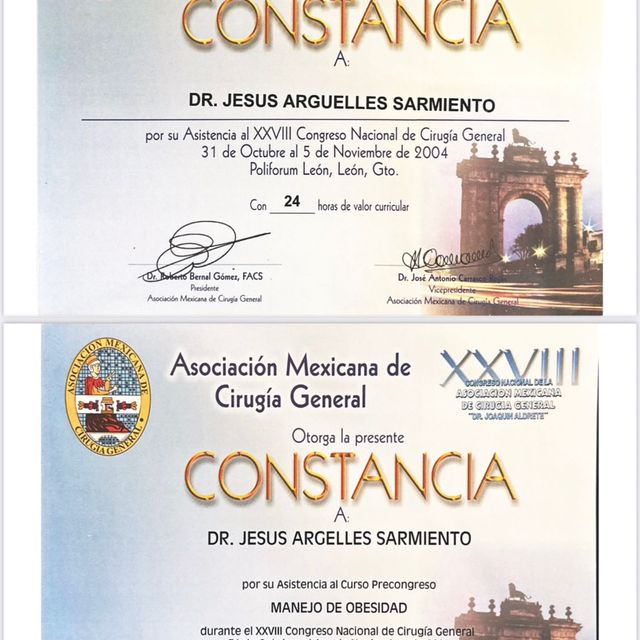 CONSTANCIA
A:
DR. JESUS ARGUELLES SARMIENTO
por su Asistencia al XXVIII Congreso Nacional de Cirugía General
31 de Octubre al 5 de Noviembre de 2004
Poliforum León, León, Gto.
Con 24 horas de valor curricular
Dr. Roberto Bernal Gómez, FACS
Presidente
Asociación Mexicana de Cirugía General
Dr. José Antonio Carrasco
Vicepresidente
Asociación Mexicana de Cirugía General
ASOCIACION MEXICANA DE
CIRUGIA GENERAL
Asociación Mexicana de
Cirugía General
XXVIII
CONGRESO NACIONAL DE LA
ASOCIACION MEXICANA
DE CIRUGIA GENERAL
"DR. JOAQUIN ALDRETE"
Otorga la presente
CONSTANCIA
A:
DR. JESUS ARGELLES SARMIENTO
por su Asistencia al Curso Precongreso
MANEJO DE OBESIDAD
durante el XXVIII Congreso Nacional de Cirugía General